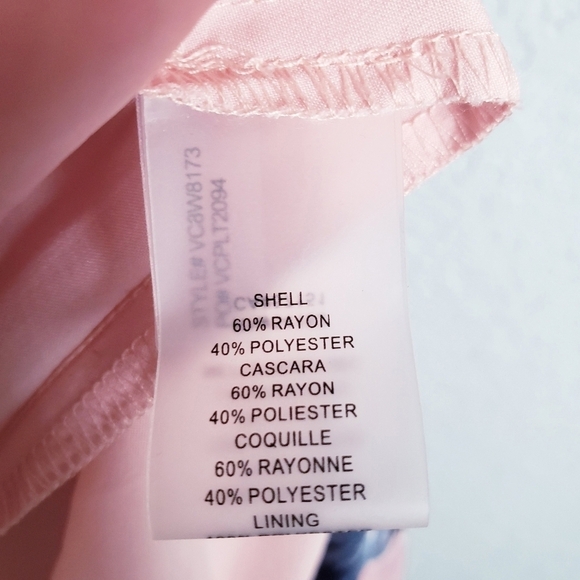 STYLE# VC8W8173
PO# VCPLT2094
SHELL
60% RAYON
40% POLYESTER
CASCARA
60% RAYON
40% POLIESTER
COQUILLE
60% RAYONNE
40% POLYESTER
LINING